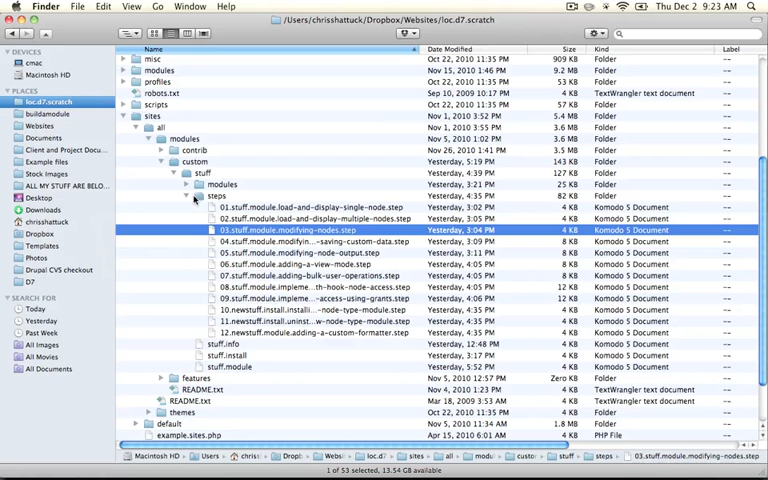 Finder File Edit View Go Window Help Thu Dec 2 9:23 AM
/Users/chrisshattuck/Dropbox/Websites/loc.d7.scratch
Name Date Modified Size Kind Label
DEVICES
cmac
Macintosh HD
PLACES
loc.d7.scratch
buildamodule
Websites
Documents
Client and Project Docu...
Example files
Stock Images
ALL MY STUFF ARE BELO...
Desktop
Downloads
chrisshattuck
Dropbox
Templates
Photos
Drupal CVS checkout
D7
SEARCH FOR
Today
Yesterday
Past Week
All Images
All Movies
All Documents
misc Oct 22, 2010 11:35 PM 909 KB Folder --
modules Nov 15, 2010 1:46 PM 9.2 MB Folder --
profiles Oct 22, 2010 11:35 PM 53 KB Folder --
robots.txt Sep 10, 2009 10:17 PM 4 KB TextWrangler text document --
scripts Oct 22, 2010 11:35 PM 57 KB Folder --
sites Nov 1, 2010 3:52 PM 5.4 MB Folder --
all Nov 1, 2010 3:55 PM 3.6 MB Folder --
modules Nov 5, 2010 1:02 PM 3.6 MB Folder --
contrib Nov 26, 2010 1:41 PM 3.5 MB Folder --
custom Yesterday, 5:19 PM 143 KB Folder --
stuff Yesterday, 4:39 PM 127 KB Folder --
modules Yesterday, 3:21 PM 25 KB Folder --
steps Yesterday, 4:35 PM 82 KB Folder --
01.stuff.module.load-and-display-single-node.step Yesterday, 3:02 PM 4 KB Komodo 5 Document --
02.stuff.module.load-and-display-multiple-nodes.step Yesterday, 3:05 PM 4 KB Komodo 5 Document --
03.stuff.module.modifying-nodes.step Yesterday, 3:04 PM 4 KB Komodo 5 Document --
04.stuff.module.modifyin...-saving-custom-data.step Yesterday, 3:09 PM 8 KB Komodo 5 Document --
05.stuff.module.modifying-node-output.step Yesterday, 3:11 PM 8 KB Komodo 5 Document --
06.stuff.module.adding-a-view-mode.step Yesterday, 4:05 PM 8 KB Komodo 5 Document --
07.stuff.module.adding-bulk-user-operations.step Yesterday, 4:05 PM 8 KB Komodo 5 Document --
08.stuff.module.impleme...th-hook-node-access.step Yesterday, 4:05 PM 12 KB Komodo 5 Document --
09.stuff.module.impleme...-access-using-grants.step Yesterday, 4:06 PM 12 KB Komodo 5 Document --
10.newstuff.install.installi...-node-type-module.step Yesterday, 4:35 PM 4 KB Komodo 5 Document --
11.newstuff.install.uninst...w-node-type-module.step Yesterday, 4:35 PM 4 KB Komodo 5 Document --
12.newstuff.module.adding-a-custom-formatter.step Yesterday, 4:35 PM 4 KB Komodo 5 Document --
stuff.info Yesterday, 12:48 PM 4 KB Komodo 5 Document --
stuff.install Yesterday, 3:17 PM 4 KB Komodo 5 Document --
stuff.module Yesterday, 5:52 PM 4 KB Komodo 5 Document --
features Nov 5, 2010 12:57 PM Zero KB Folder --
README.txt Nov 4, 2010 1:23 PM 4 KB TextWrangler text document --
README.txt Mar 18, 2009 3:53 AM 4 KB TextWrangler text document --
themes Oct 22, 2010 11:35 PM 4 KB Folder --
default Nov 5, 2010 11:34 AM 1.8 MB Folder --
example.sites.php Apr 15, 2010 6:01 AM 4 KB PHP File --
Macintosh HD Users chris Dropb Websi loc.d7 sites all modu custo stuff steps 03.stuff.module.modifying-nodes.step
1 of 53 selected, 13.54 GB available